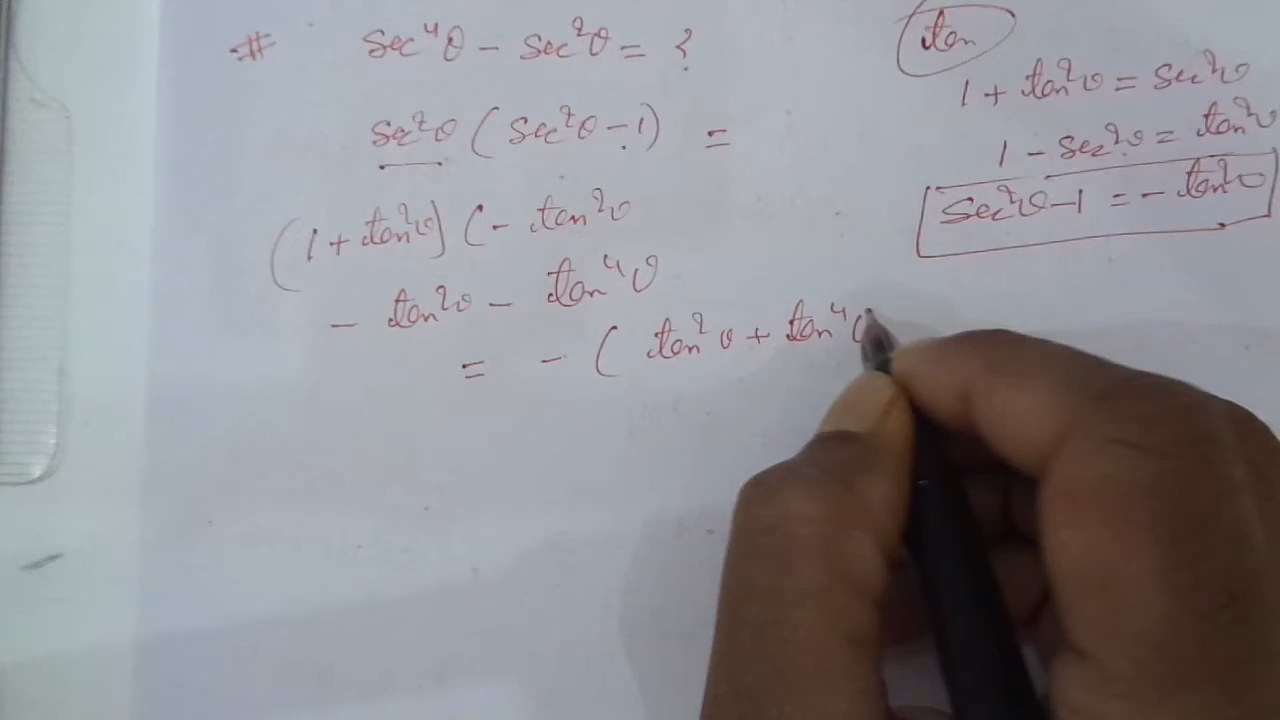 # sec⁴θ - sec²θ = ?
sec²θ (sec²θ - 1) =
(1 + tan²θ) (- tan²θ
- tan²θ - tan⁴θ
= - (tan²θ + tan⁴θ
tan
1 + tan²θ = sec²θ
1 - sec²θ = tan²θ
sec²θ - 1 = - tan²θ